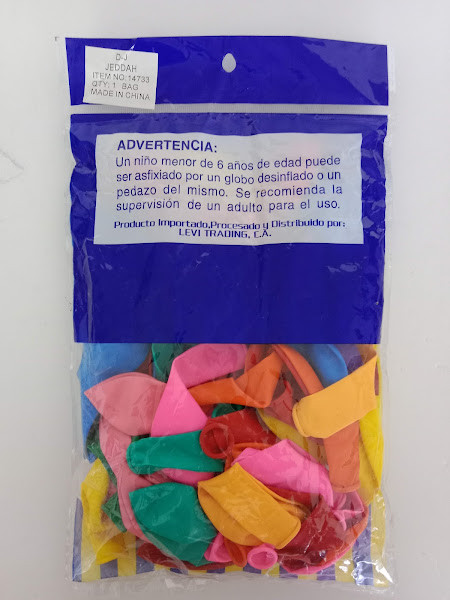 D-J
JEDDAH
ITEM NO:14733
QTY: 1 BAG
MADE IN CHINA
ADVERTENCIA:
Un niño menor de 6 años de edad puede
ser asfixiado por un globo desinflado o un
pedazo del mismo. Se recomienda la
supervisión de un adulto para el uso.
Producto Importado,Procesado y Distribuido por:
LEVI TRADING, C.A.